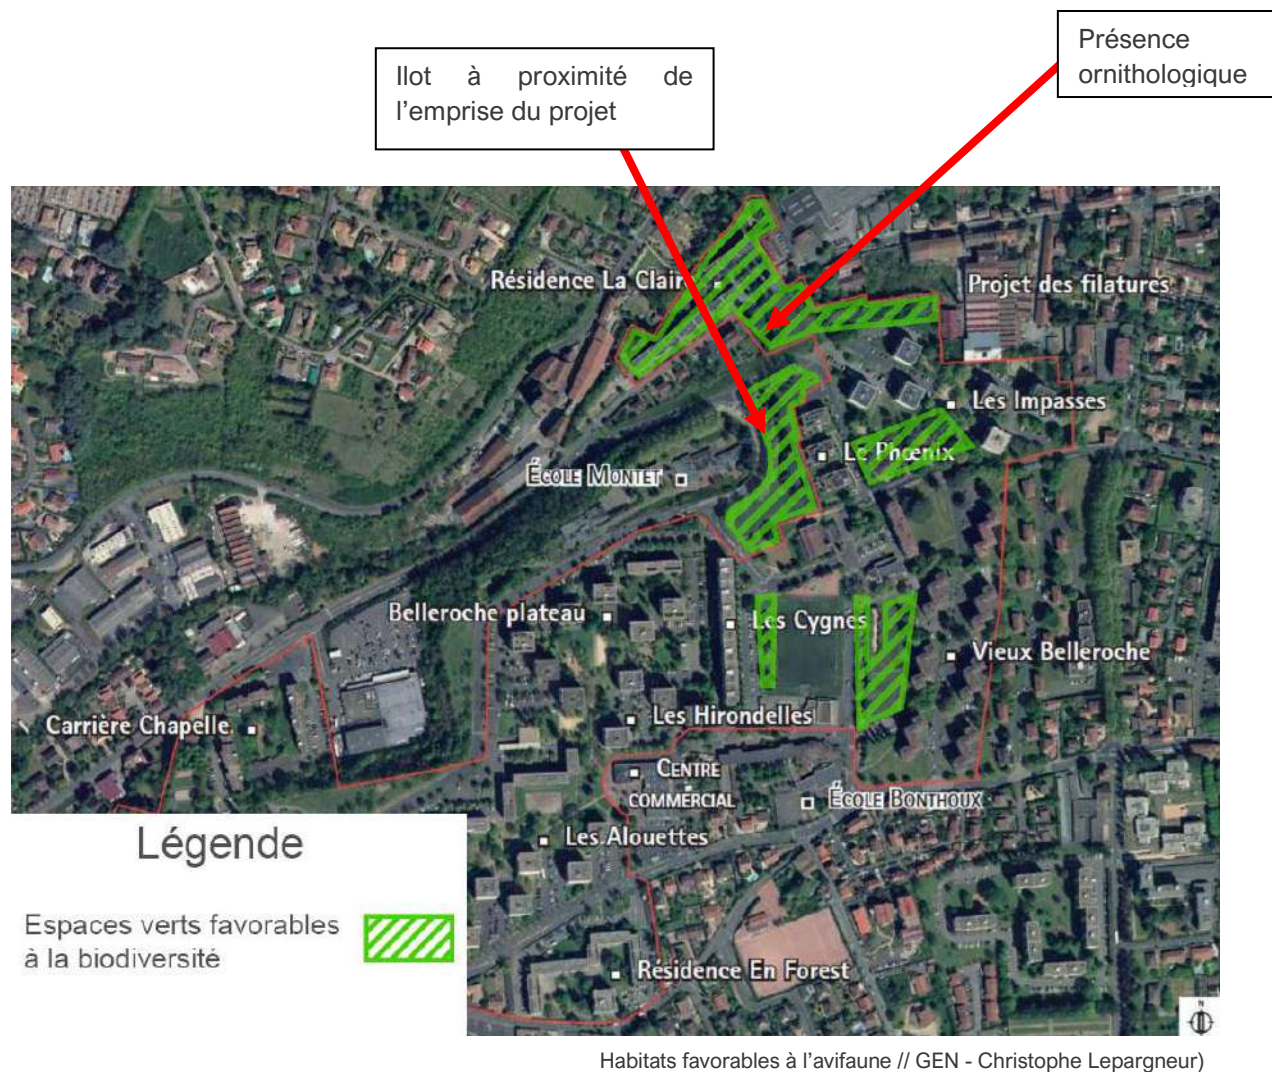 Présence
ornithologique
Ilot à proximité de
l'emprise du projet
Résidence La Clair
Projet des filatures
Les Impasses
Le Phœnix
École Montet
Belleroche plateau
Les Cygnes
Vieux Belleroche
Carrière Chapelle
Les Hirondelles
Centre
commercial
École Bonthoux
Les Alouettes
Résidence En Forest
Légende
Espaces verts favorables
à la biodiversité
N
Habitats favorables à l'avifaune // GEN - Christophe Lepargneur)